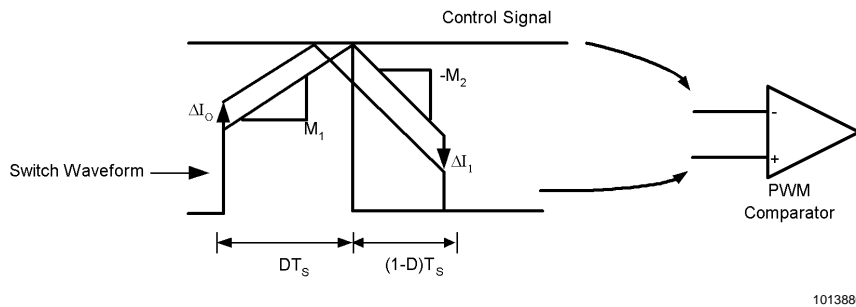 Control Signal
-M₂
ΔI₀
M₁
-
Switch Waveform
ΔI₁
+
PWM
Comparator
DTS
(1-D)TS
101388